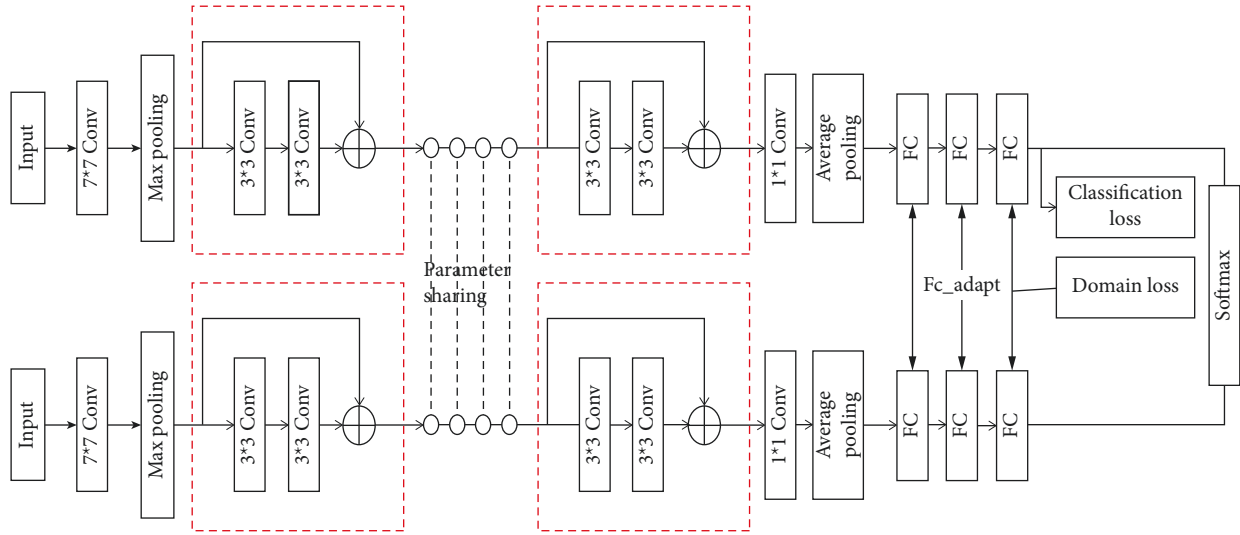 Input
7*7 Conv
Max pooling
3*3 Conv
3*3 Conv
3*3 Conv
3*3 Conv
1*1 Conv
Average
pooling
FC
FC
FC
Classification
loss
Parameter
sharing
Fc_adapt
Domain loss
Softmax
Input
7*7 Conv
Max pooling
3*3 Conv
3*3 Conv
3*3 Conv
3*3 Conv
1*1 Conv
Average
pooling
FC
FC
FC